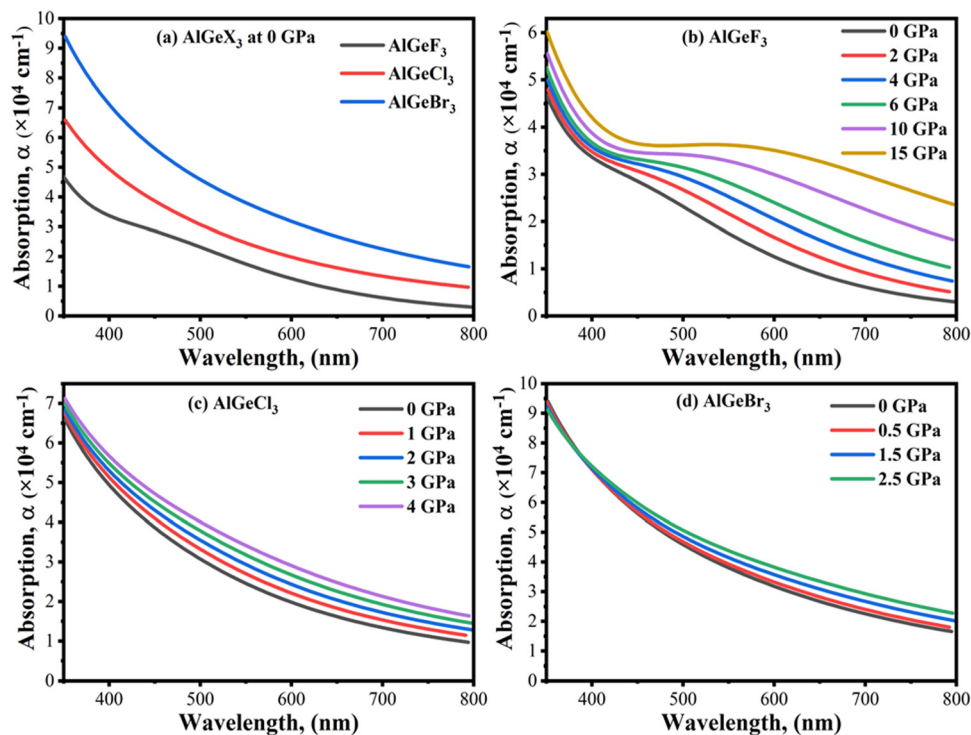 (a) AlGeX₃ at 0 GPa
AlGeF₃
AlGeCl₃
AlGeBr₃
Absorption, α (×10⁴ cm⁻¹)
10
9
8
7
6
5
4
3
2
1
0
400 500 600 700 800
Wavelength, (nm)
(b) AlGeF₃
0 GPa
2 GPa
4 GPa
6 GPa
10 GPa
15 GPa
Absorption, α (×10⁴ cm⁻¹)
6
5
4
3
2
1
0
400 500 600 700 800
Wavelength, (nm)
(c) AlGeCl₃
0 GPa
1 GPa
2 GPa
3 GPa
4 GPa
Absorption, α (×10⁴ cm⁻¹)
7
6
5
4
3
2
1
0
400 500 600 700 800
Wavelength, (nm)
(d) AlGeBr₃
0 GPa
0.5 GPa
1.5 GPa
2.5 GPa
Absorption, α (×10⁴ cm⁻¹)
10
9
8
7
6
5
4
3
2
1
0
400 500 600 700 800
Wavelength, (nm)